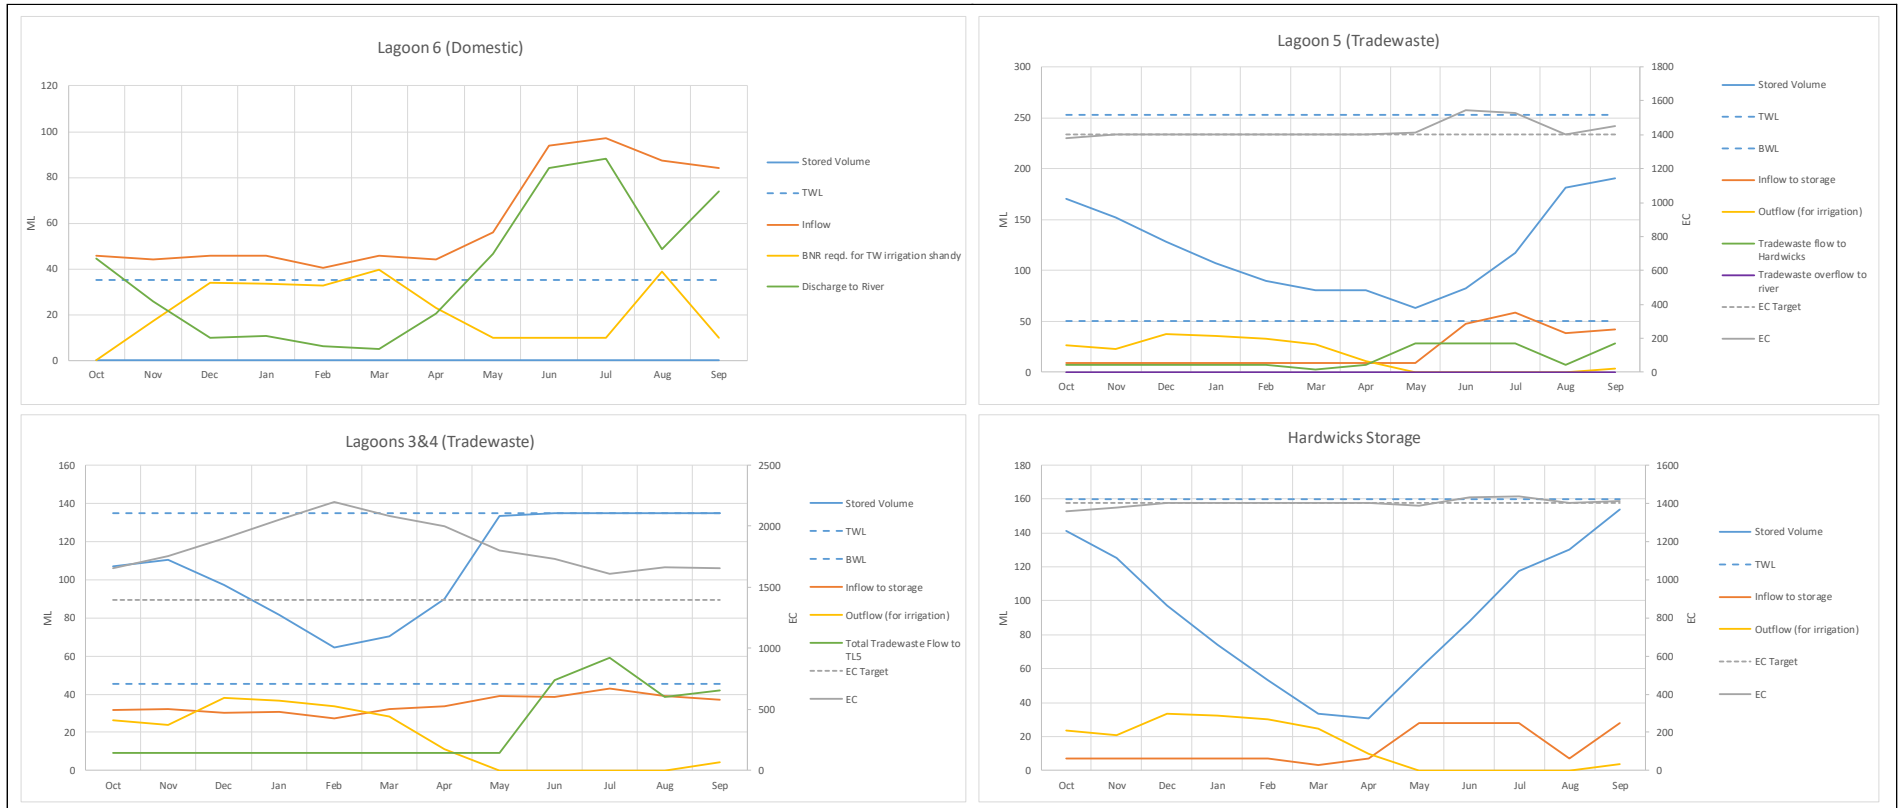 Lagoon 6 (Domestic)
120
100
80
60
40
20
0
ML
Oct Nov Dec Jan Feb Mar Apr May Jun Jul Aug Sep
Stored Volume
TWL
Inflow
BNR reqd. for TW irrigation shandy
Discharge to River
Lagoon 5 (Tradewaste)
300
250
200
150
100
50
0
ML
1800
1600
1400
1200
1000
800
600
400
200
0
EC
Oct Nov Dec Jan Feb Mar Apr May Jun Jul Aug Sep
Stored Volume
TWL
BWL
Inflow to storage
Outflow (for irrigation)
Tradewaste flow to
Hardwicks
Tradewaste overflow to
river
EC Target
EC
Lagoons 3&4 (Tradewaste)
160
140
120
100
80
60
40
20
0
ML
2500
2000
1500
1000
500
0
EC
Oct Nov Dec Jan Feb Mar Apr May Jun Jul Aug Sep
Stored Volume
TWL
BWL
Inflow to storage
Outflow (for irrigation)
Total Tradewaste Flow to
TL5
EC Target
EC
Hardwicks Storage
180
160
140
120
100
80
60
40
20
0
ML
1600
1400
1200
1000
800
600
400
200
0
EC
Oct Nov Dec Jan Feb Mar Apr May Jun Jul Aug Sep
Stored Volume
TWL
Inflow to storage
Outflow (for irrigation)
EC Target
EC